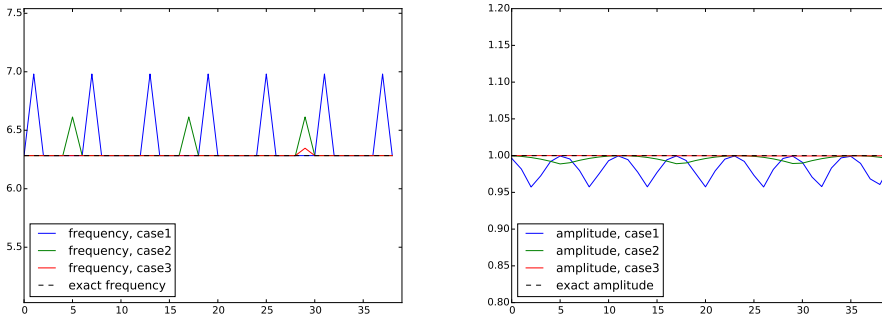 7.5
7.0
6.5
6.0
5.5
0 5 10 15 20 25 30 35
frequency, case1
frequency, case2
frequency, case3
exact frequency
1.20
1.15
1.10
1.05
1.00
0.95
0.90
0.85
0.80
0 5 10 15 20 25 30 35
amplitude, case1
amplitude, case2
amplitude, case3
exact amplitude